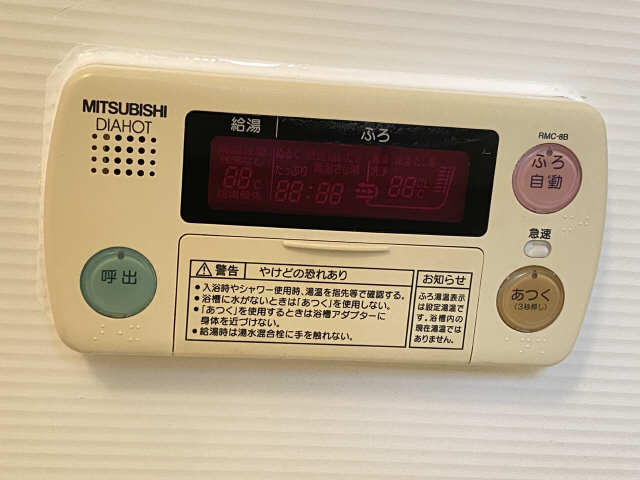 MITSUBISHI
DIAHOT
給湯
ふろ
RMC-8B
ふろ
自動
急速
呼出
88℃
88:88
88℃
警告 やけどの恐れあり
• 入浴時やシャワー使用時、湯温を指先等で確認する。
• 浴槽に水がないときは「あつく」を使用しない。
• 「あつく」を使用するときは浴槽アダプターに
身体を近づけない。
• 給湯時は湯水混合栓に手を触れない。
お知らせ
ふろ湯温表示
は設定湯温で
す。浴槽内の
現在湯温では
ありません。
あつく
(3秒押し)